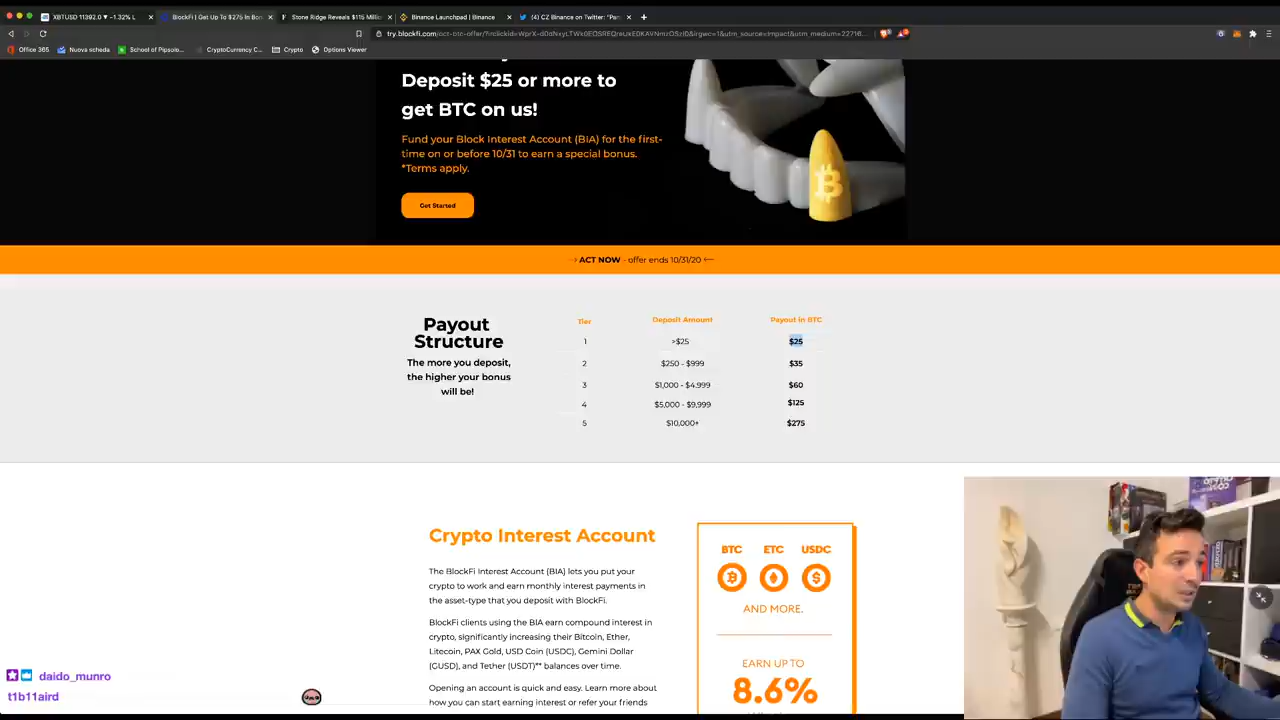 XBTUSD 11392.0 ▼ −1.32% L
BlockFi | Get Up To $275 In Bon
Stone Ridge Reveals $115 Millio
Binance Launchpad | Binance
(4) CZ Binance on Twitter: "Par
Office 365
Nuova scheda
School of Pipsolo...
CryptoCurrency C...
Crypto
Options Viewer
Deposit $25 or more to
get BTC on us!
Fund your Block Interest Account (BIA) for the first-
time on or before 10/31 to earn a special bonus.
*Terms apply.
Get Started
ACT NOW - offer ends 10/31/20
Payout
Structure
The more you deposit,
the higher your bonus
will be!
Tier Deposit Amount Payout in BTC
1 >$25 $25
2 $250 - $999 $35
3 $1,000 - $4,999 $60
4 $5,000 - $9,999 $125
5 $10,000+ $275
Crypto Interest Account
The BlockFi Interest Account (BIA) lets you put your
crypto to work and earn monthly interest payments in
the asset-type that you deposit with BlockFi.
BlockFi clients using the BIA earn compound interest in
crypto, significantly increasing their Bitcoin, Ether,
Litecoin, PAX Gold, USD Coin (USDC), Gemini Dollar
(GUSD), and Tether (USDT)** balances over time.
Opening an account is quick and easy. Learn more about
how you can start earning interest or refer your friends
BTC ETC USDC
AND MORE.
EARN UP TO
8.6%
daido_munro
t1b11aird